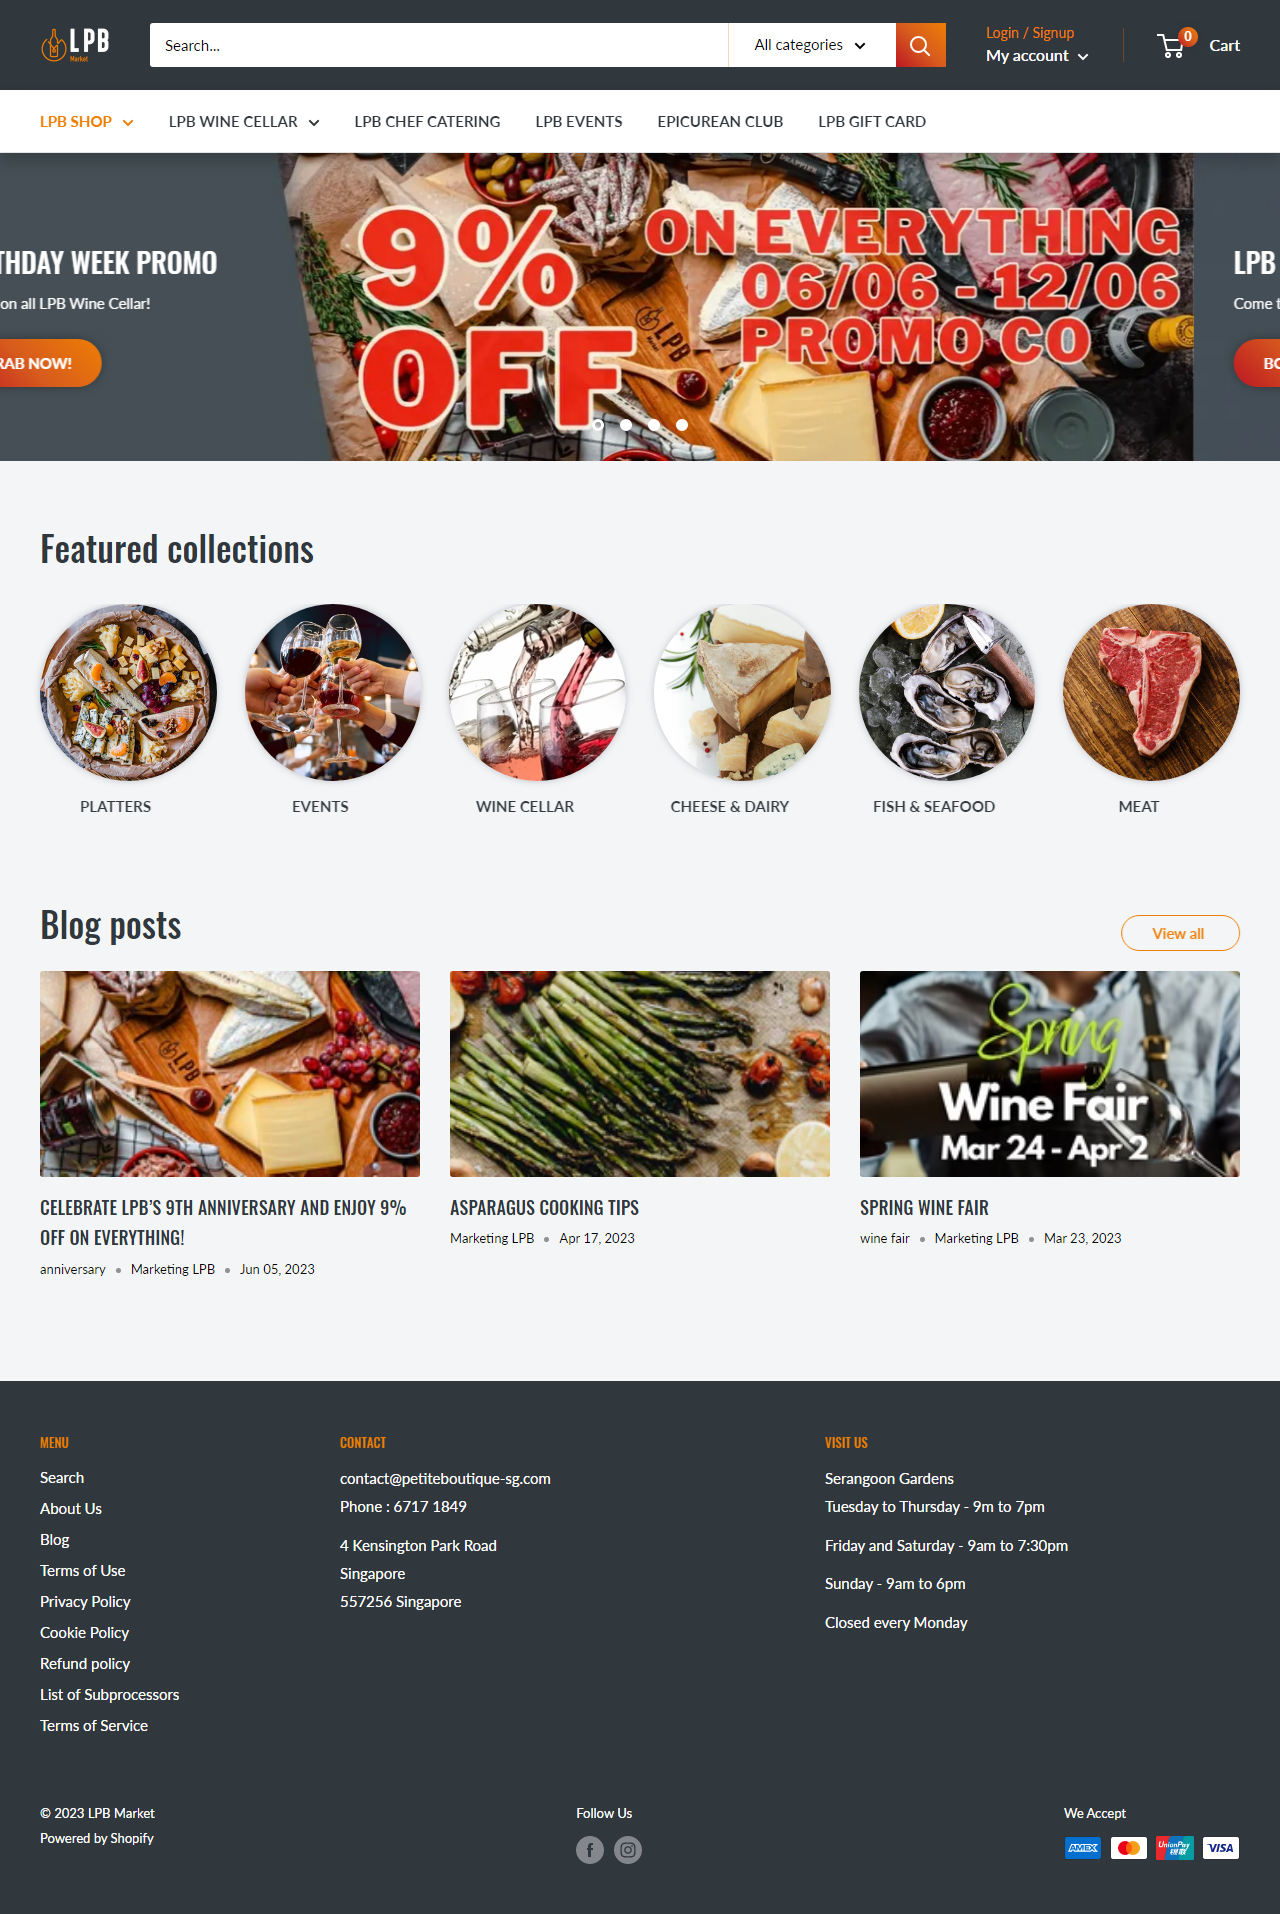 LPB
Market
Search...
All categories
Login / Signup
My account
0
Cart
LPB SHOP
LPB WINE CELLAR
LPB CHEF CATERING
LPB EVENTS
EPICUREAN CLUB
LPB GIFT CARD
THDAY WEEK PROMO
on all LPB Wine Cellar!
RAB NOW!
9%
OFF
ON EVERYTHING
06/06 - 12/06
PROMO CO
DRAPPIER
LPB
LPB
Come t
BO
Featured collections
PLATTERS
EVENTS
WINE CELLAR
CHEESE & DAIRY
FISH & SEAFOOD
MEAT
Blog posts
View all
LPB
Spring
Wine Fair
Mar 24 - Apr 2
CELEBRATE LPB'S 9TH ANNIVERSARY AND ENJOY 9%
OFF ON EVERYTHING!
anniversary
Marketing LPB
Jun 05, 2023
ASPARAGUS COOKING TIPS
Marketing LPB
Apr 17, 2023
SPRING WINE FAIR
wine fair
Marketing LPB
Mar 23, 2023
MENU
Search
About Us
Blog
Terms of Use
Privacy Policy
Cookie Policy
Refund policy
List of Subprocessors
Terms of Service
CONTACT
contact@petiteboutique-sg.com
Phone : 6717 1849
4 Kensington Park Road
Singapore
557256 Singapore
VISIT US
Serangoon Gardens
Tuesday to Thursday - 9m to 7pm
Friday and Saturday - 9am to 7:30pm
Sunday - 9am to 6pm
Closed every Monday
© 2023 LPB Market
Powered by Shopify
Follow Us
We Accept
AMEX
UnionPay
银联
VISA